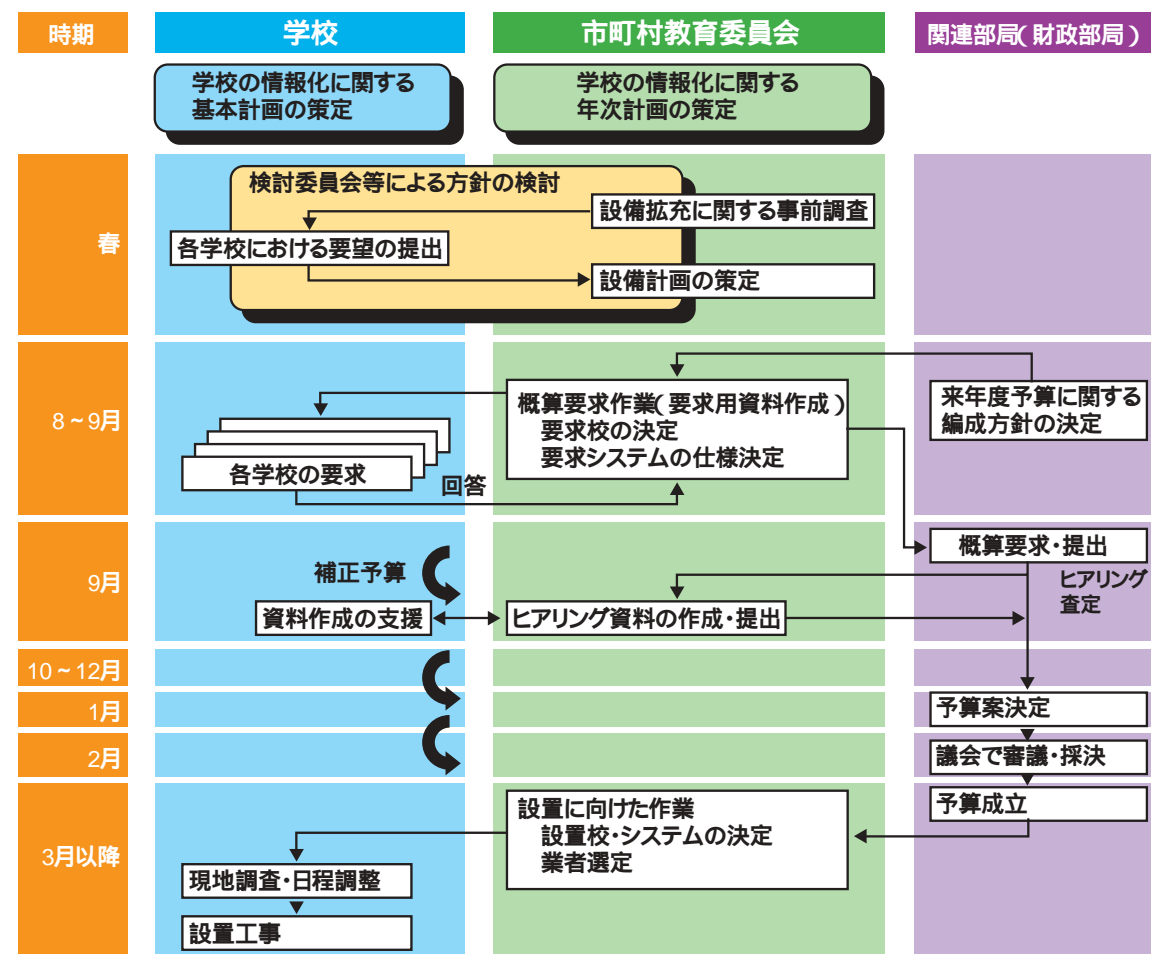 時期
学校
市町村教育委員会
関連部局(財政部局)
学校の情報化に関する
基本計画の策定
学校の情報化に関する
年次計画の策定
春
検討委員会等による方針の検討
設備拡充に関する事前調査
各学校における要望の提出
設備計画の策定
8~9月
概算要求作業(要求用資料作成)
要求校の決定
要求システムの仕様決定
来年度予算に関する
編成方針の決定
各学校の要求
回答
9月
補正予算
概算要求・提出
ヒアリング
査定
資料作成の支援
ヒアリング資料の作成・提出
10~12月
1月
予算案決定
2月
議会で審議・採決
3月以降
設置に向けた作業
設置校・システムの決定
業者選定
予算成立
現地調査・日程調整
設置工事